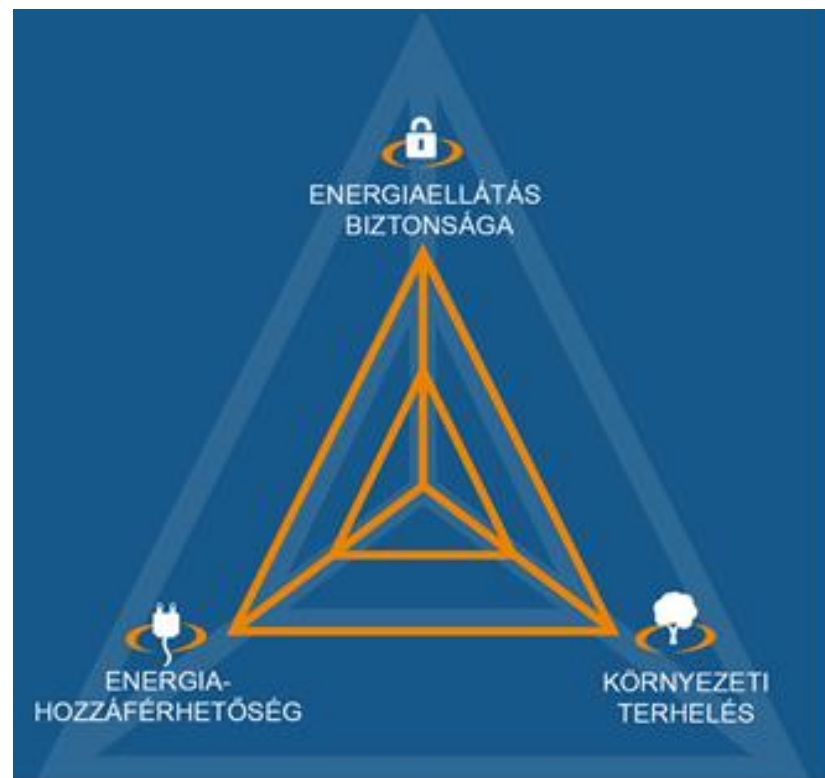 ENERGIAELLÁTÁS
BIZTONSÁGA
ENERGIA-
HOZZÁFÉRHETŐSÉG
KÖRNYEZETI
TERHELÉS